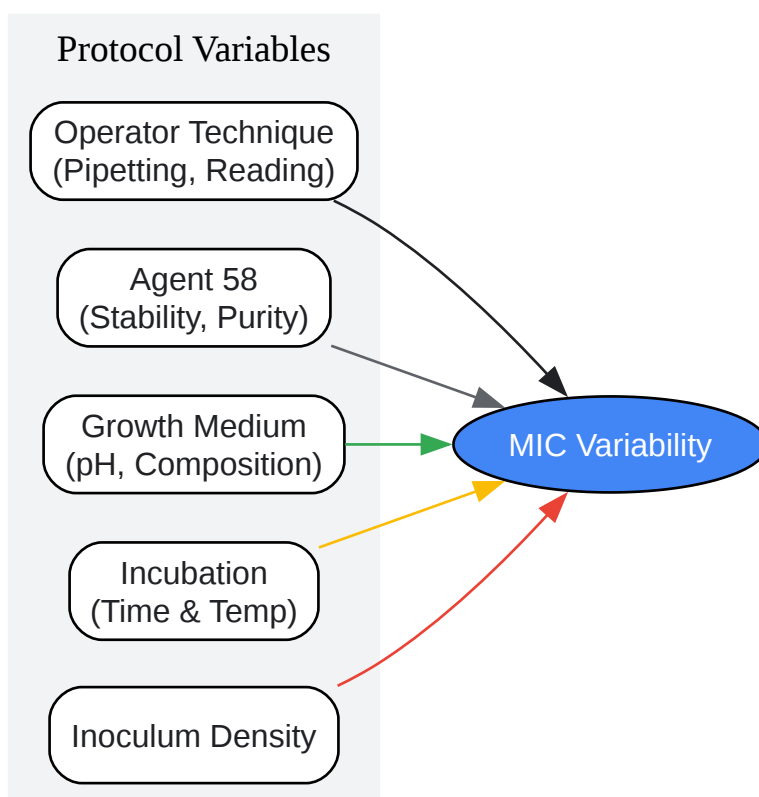 Protocol Variables
Operator Technique
(Pipetting, Reading)
Agent 58
(Stability, Purity)
Growth Medium
(pH, Composition)
MIC Variability
Incubation
(Time & Temp)
Inoculum Density